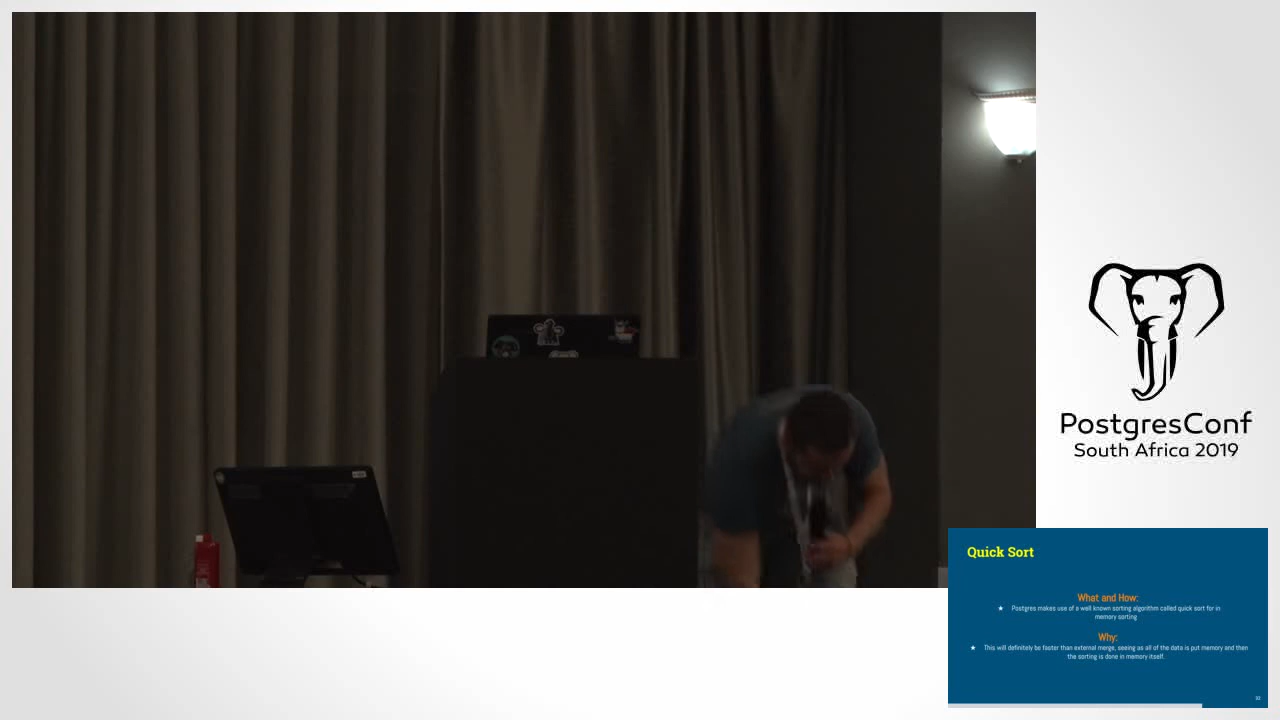 PostgresConf
South Africa 2019
Quick Sort
What and How:
★ Postgres makes use of a well known sorting algorithm called quick sort for in
memory sorting
Why:
★ This will definitely be faster than external merge, seeing as all of the data is put memory and then
the sorting is done in memory itself.